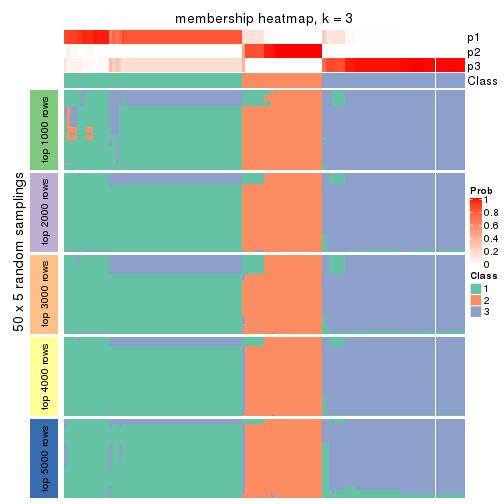 membership heatmap, k = 3
p1
p2
p3
Class
50 x 5 random samplings
top 1000 rows
top 2000 rows
top 3000 rows
top 4000 rows
top 5000 rows
Prob
1
0.8
0.6
0.4
0.2
0
Class
1
2
3